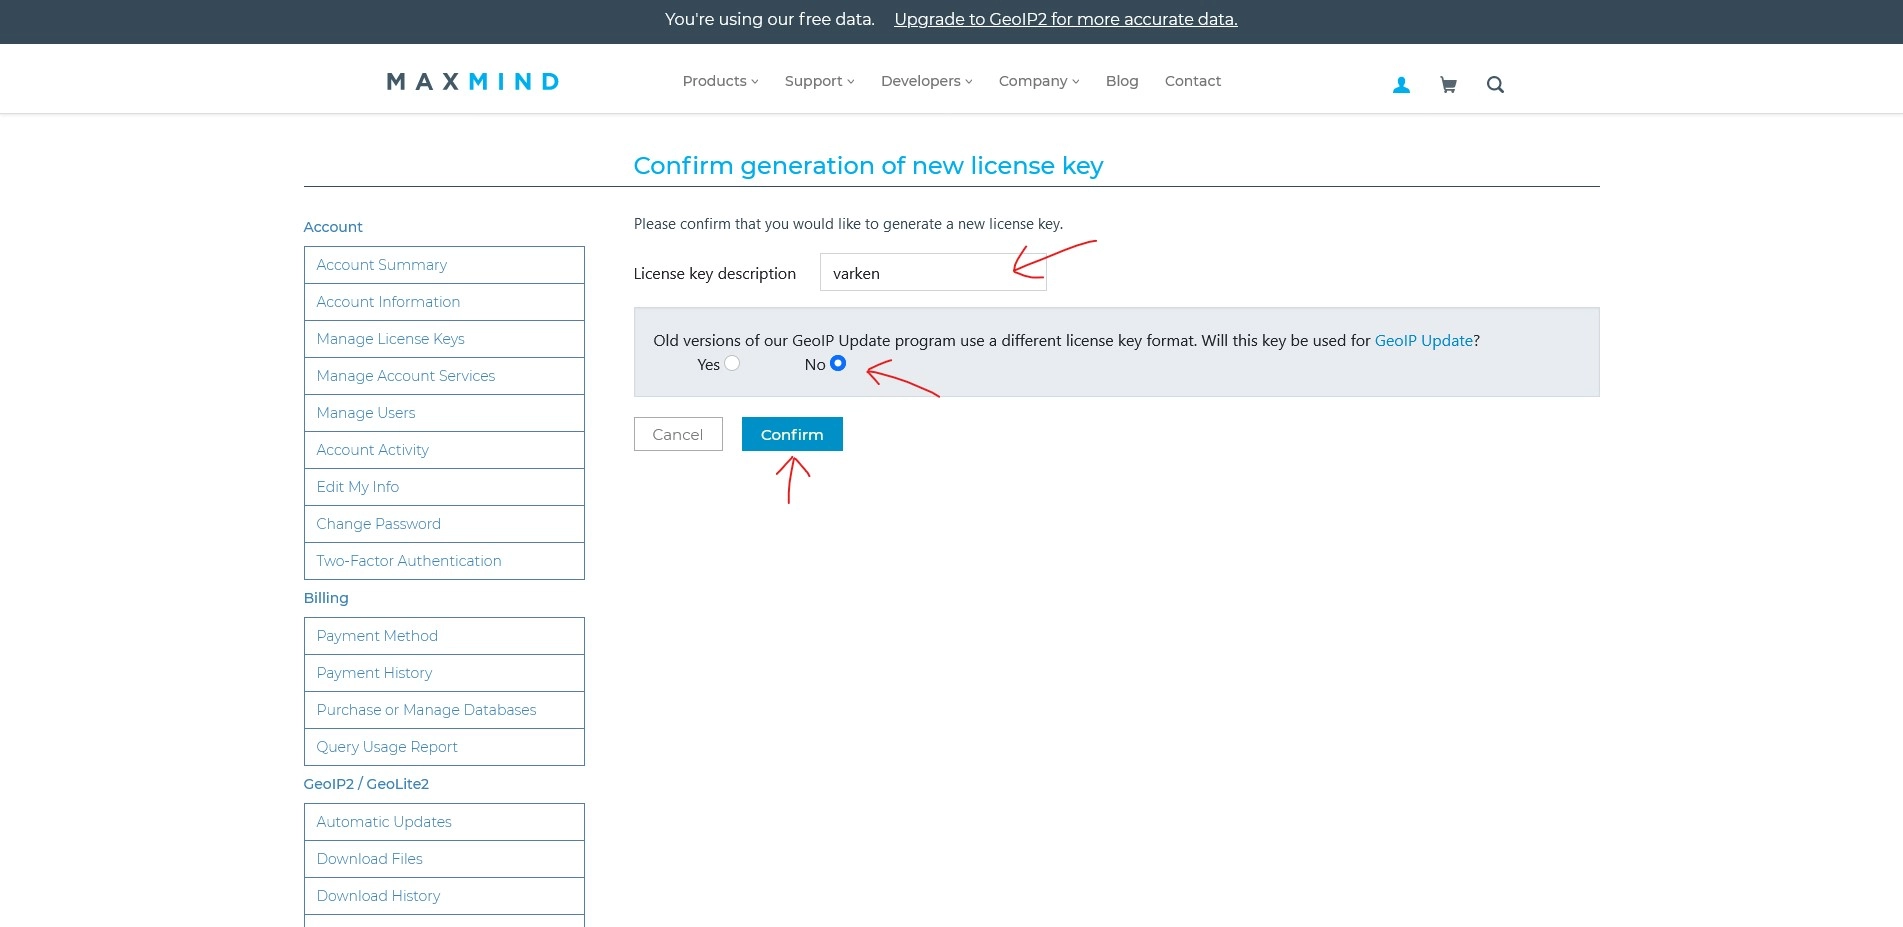 You're using our free data. Upgrade to GeoIP2 for more accurate data.
MAXMIND
Products Support Developers Company Blog Contact
Confirm generation of new license key
Account
Account Summary
Account Information
Manage License Keys
Manage Account Services
Manage Users
Account Activity
Edit My Info
Change Password
Two-Factor Authentication
Billing
Payment Method
Payment History
Purchase or Manage Databases
Query Usage Report
GeoIP2 / GeoLite2
Automatic Updates
Download Files
Download History
Please confirm that you would like to generate a new license key.
License key description varken
Old versions of our GeoIP Update program use a different license key format. Will this key be used for GeoIP Update?
Yes No
Cancel Confirm